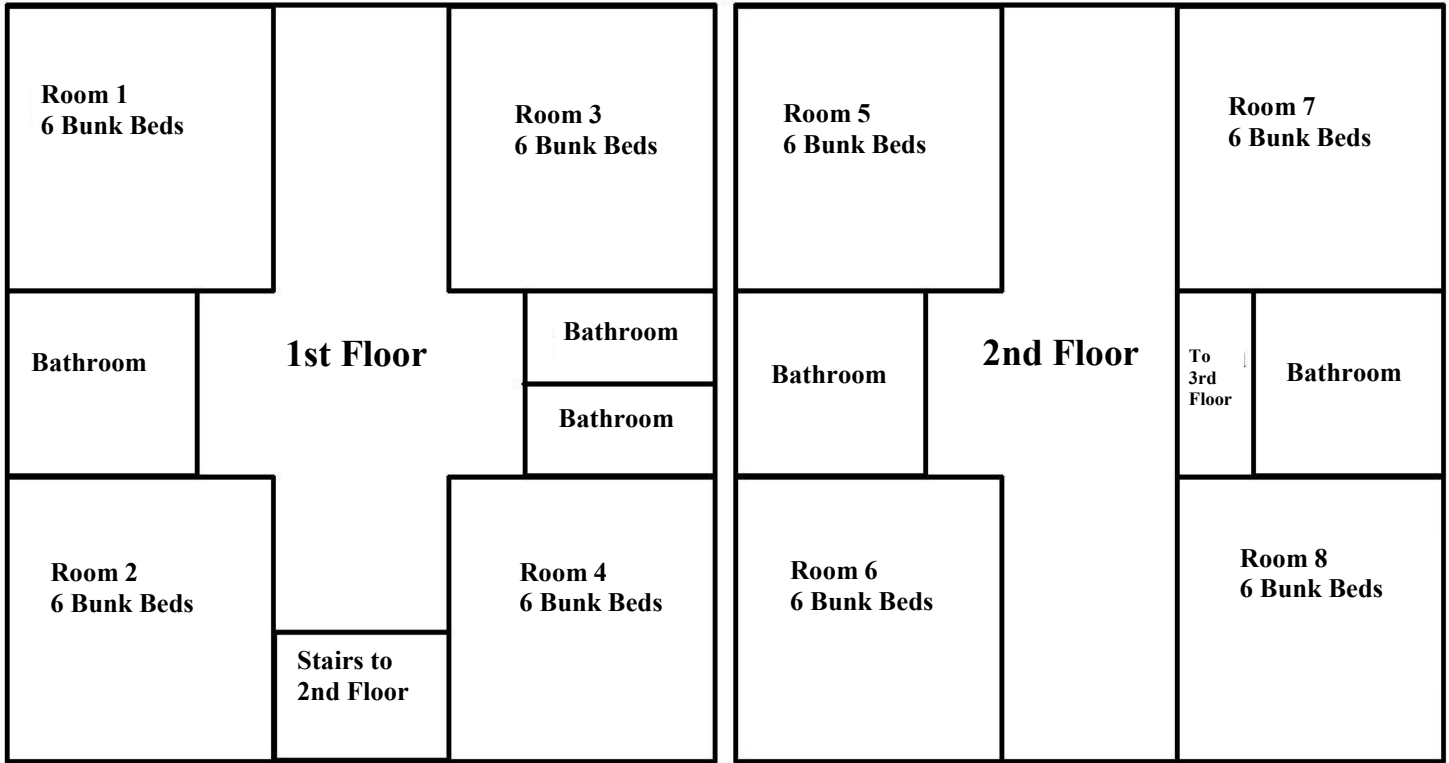 Room 1
6 Bunk Beds
Room 3
6 Bunk Beds
Bathroom
1st Floor
Bathroom
Bathroom
Room 2
6 Bunk Beds
Room 4
6 Bunk Beds
Stairs to
2nd Floor
Room 5
6 Bunk Beds
Room 7
6 Bunk Beds
Bathroom
2nd Floor
To
3rd
Floor
Bathroom
Room 6
6 Bunk Beds
Room 8
6 Bunk Beds